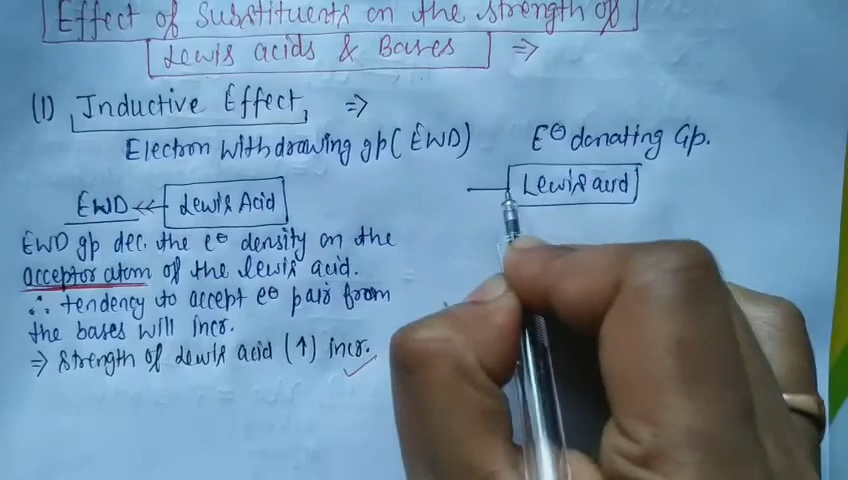 Effect of Substituents on the strength of
Lewis acids & Bases ⇒
(1) Inductive Effect, ⇒
Electron withdrawing gp( EWD) E⊖ donating Gp.
EWD ↞ Lewis Acid
Lewis acid
EWD gp dec. the e⊖ density on the
acceptor atom of the lewis acid.
∴ tendency to accept e⊖ pair from
the bases will incr.
⇒ strength of Lewis acid (↑) incr.